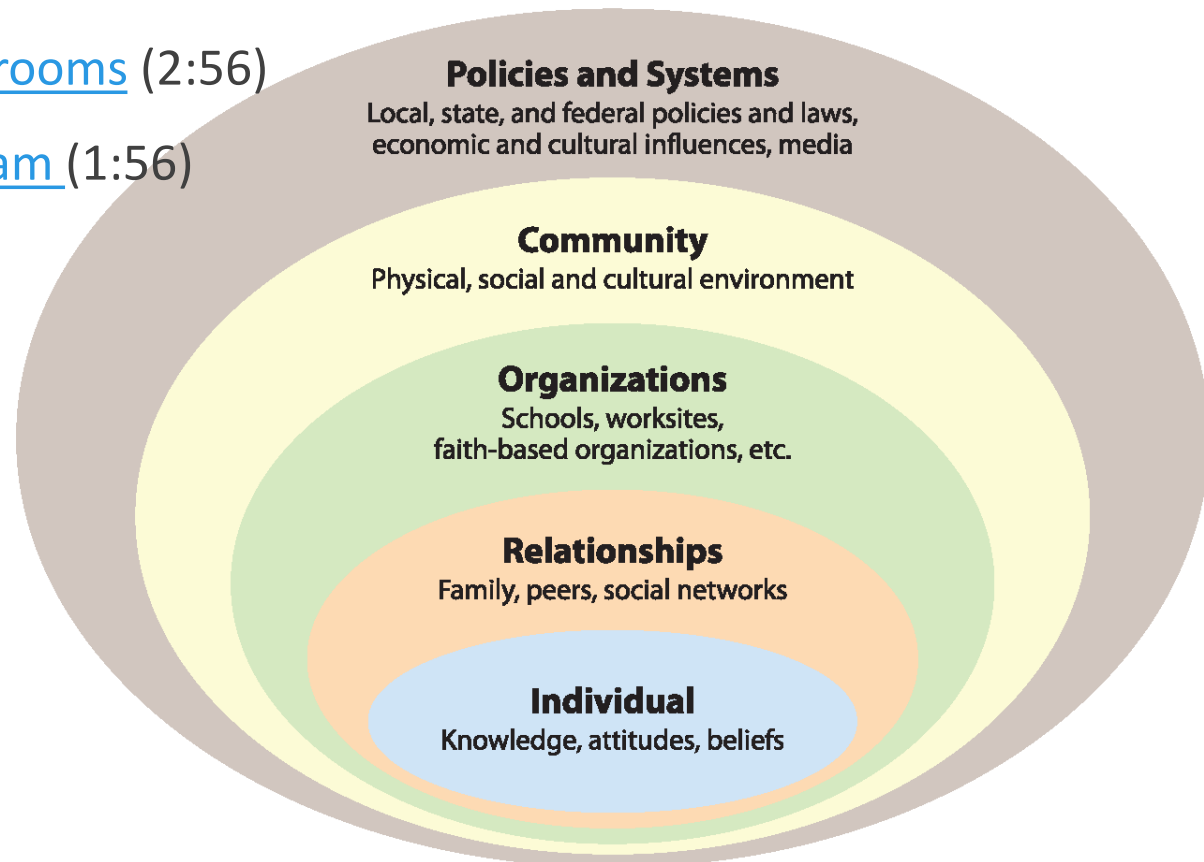 rooms (2:56)
am (1:56)
Policies and Systems
Local, state, and federal policies and laws,
economic and cultural influences, media
Community
Physical, social and cultural environment
Organizations
Schools, worksites,
faith-based organizations, etc.
Relationships
Family, peers, social networks
Individual
Knowledge, attitudes, beliefs